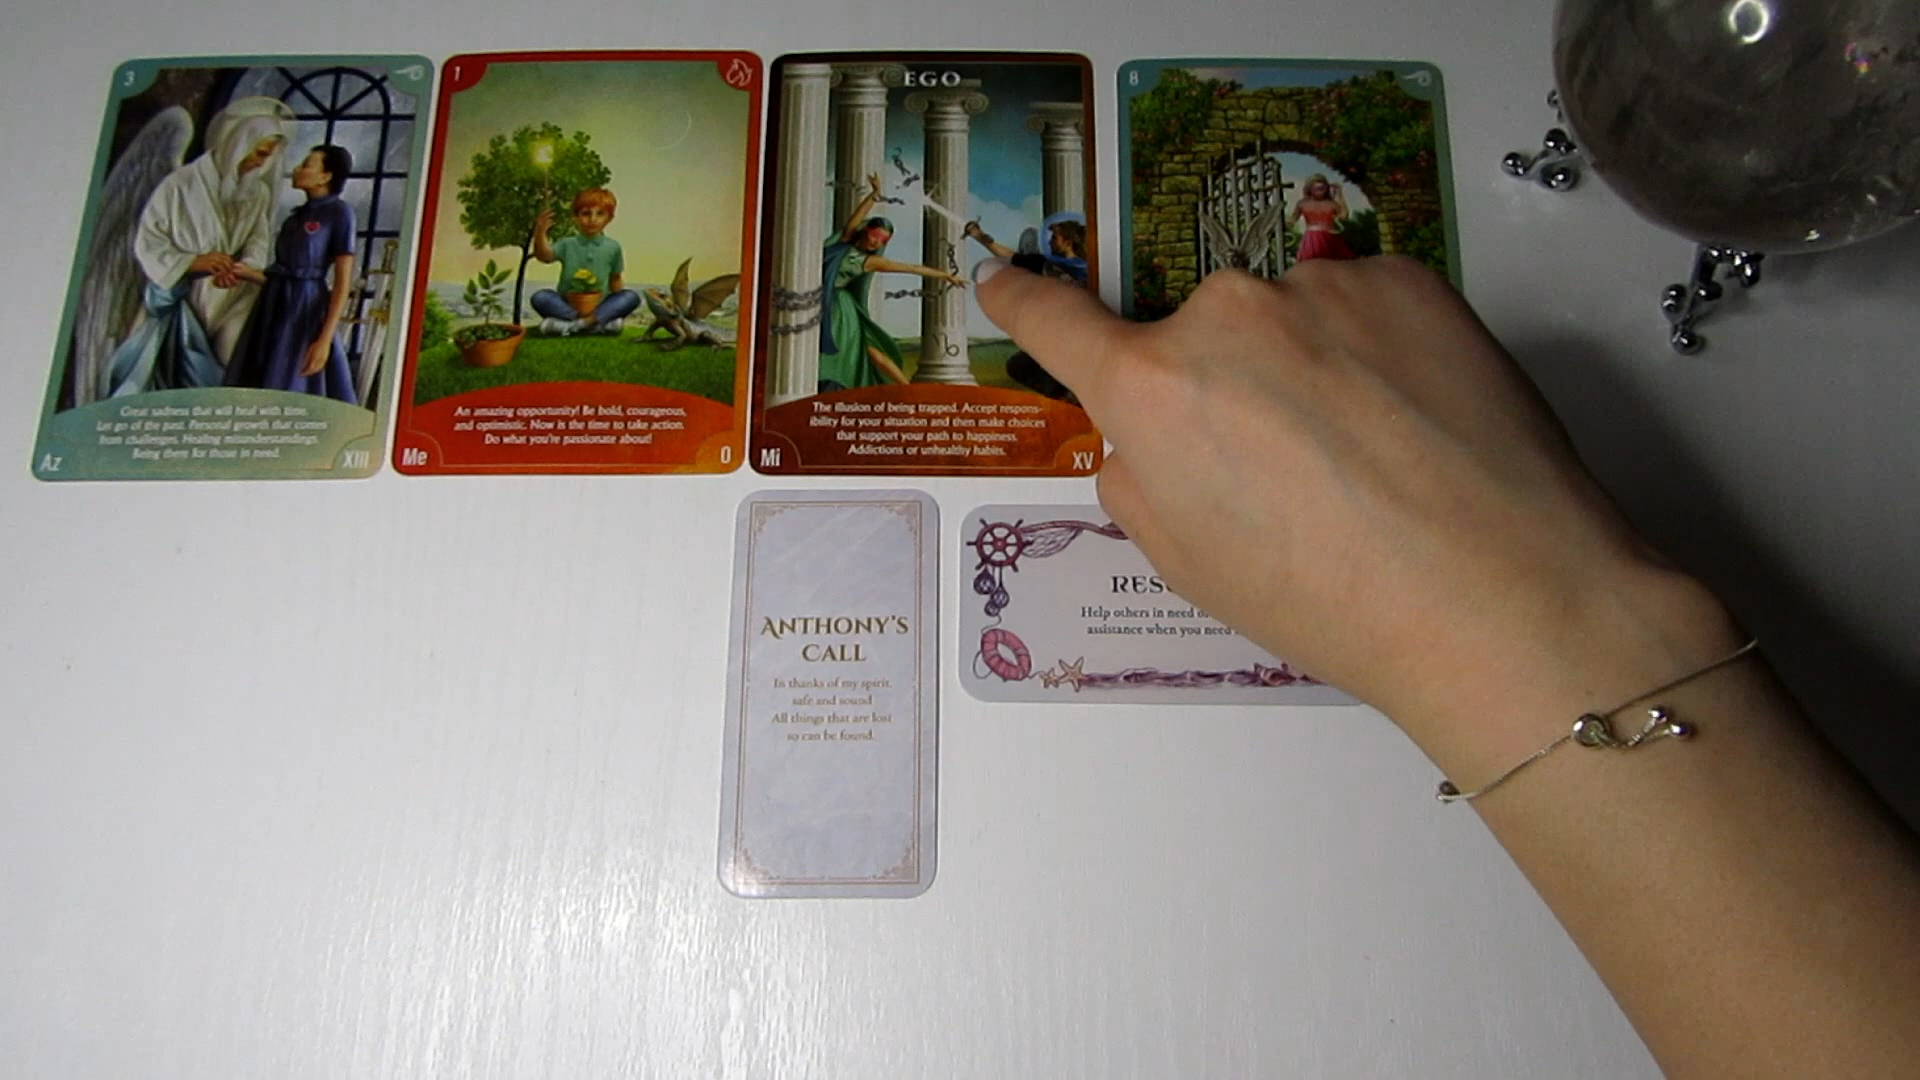 3
Great sadness that will heal with time.
Let go of the past. Personal growth that comes
from challenges. Healing misunderstandings.
Being there for those in need.
Az
XIII
1
An amazing opportunity! Be bold, courageous,
and optimistic. Now is the time to take action.
Do what you're passionate about!
Me
0
EGO
The illusion of being trapped. Accept respons-
ibility for your situation and then make choices
that support your path to happiness.
Addictions or unhealthy habits.
Mi
XV
8
ANTHONY'S
CALL
In thanks of my spirit,
safe and sound
All things that are lost
so can be found.
Help others in need
assistance when you need